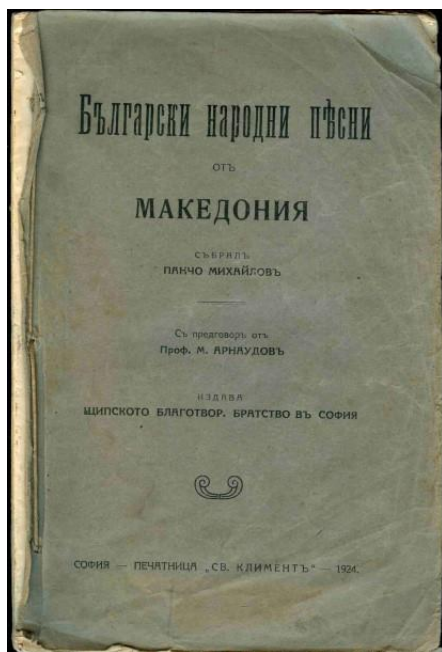 Български народни пѣсни
отъ
МАКЕДОНИЯ
СЪБРАЛЪ
ПАНЧО МИХАЙЛОВЪ
Съ предговоръ отъ
Проф. М. АРНАУДОВЪ
ИЗДАВА
ЩИПСКОТО БЛАГОТВОР. БРАТСТВО ВЪ СОФИЯ
СОФИЯ — ПЕЧАТНИЦА „СВ. КЛИМЕНТЪ" — 1924.